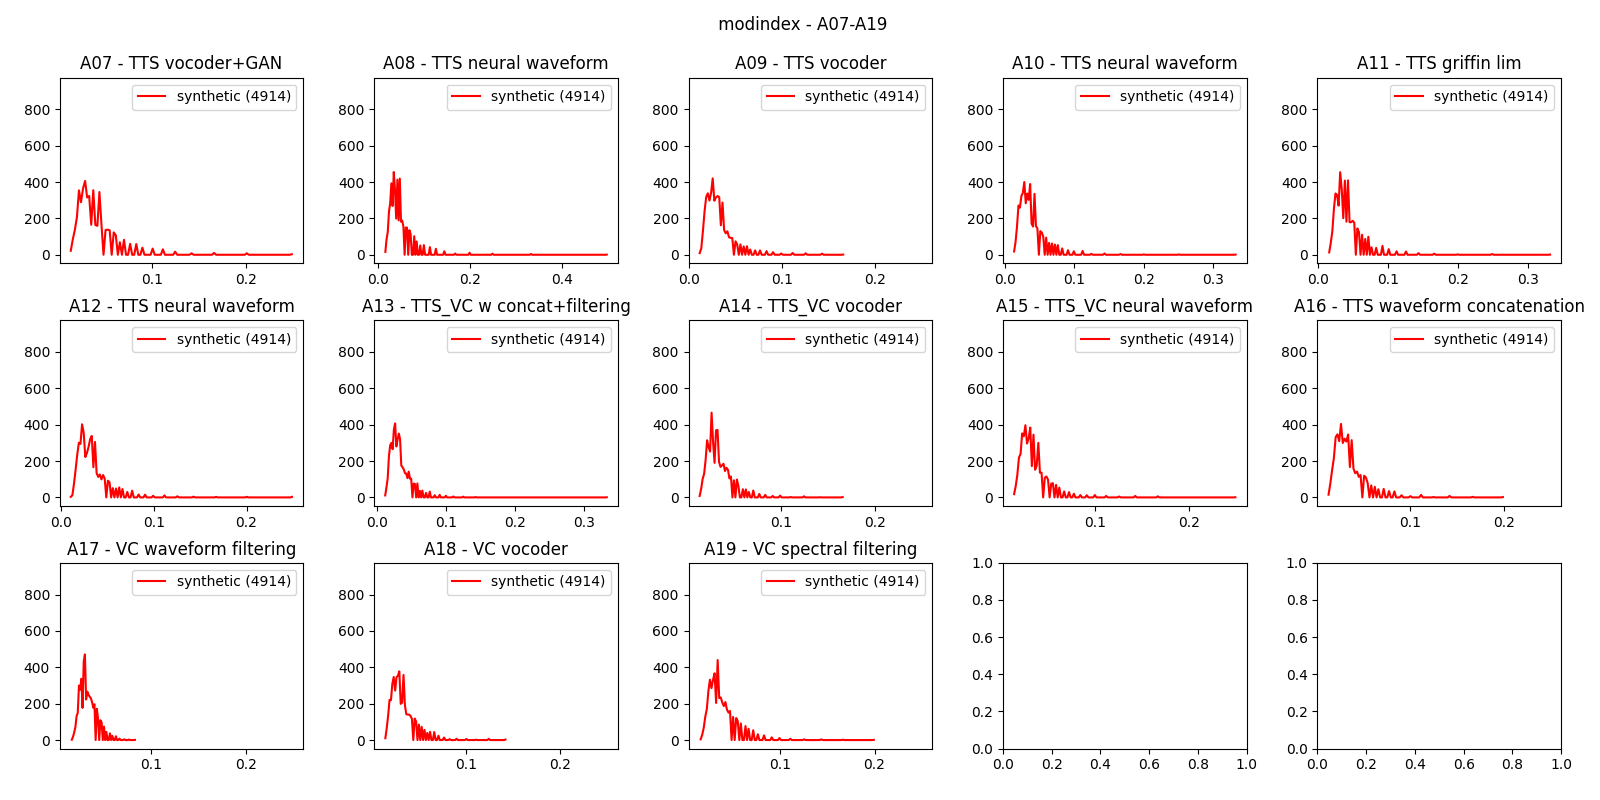 modindex - A07-A19
A07 - TTS vocoder+GAN
A08 - TTS neural waveform
A09 - TTS vocoder
A10 - TTS neural waveform
A11 - TTS griffin lim
synthetic (4914)
synthetic (4914)
synthetic (4914)
synthetic (4914)
synthetic (4914)
800 600 400 200 0
800 600 400 200 0
800 600 400 200 0
800 600 400 200 0
800 600 400 200 0
0.1 0.2
0.0 0.2 0.4
0.0 0.1 0.2
0.0 0.1 0.2 0.3
0.0 0.1 0.2 0.3
A12 - TTS neural waveform
A13 - TTS_VC w concat+filtering
A14 - TTS_VC vocoder
A15 - TTS_VC neural waveform
A16 - TTS waveform concatenation
synthetic (4914)
synthetic (4914)
synthetic (4914)
synthetic (4914)
synthetic (4914)
800 600 400 200 0
800 600 400 200 0
800 600 400 200 0
800 600 400 200 0
800 600 400 200 0
0.0 0.1 0.2
0.0 0.1 0.2 0.3
0.0 0.1 0.2
0.1 0.2
0.1 0.2
A17 - VC waveform filtering
A18 - VC vocoder
A19 - VC spectral filtering
synthetic (4914)
synthetic (4914)
synthetic (4914)
800 600 400 200 0
800 600 400 200 0
800 600 400 200 0
1.0 0.8 0.6 0.4 0.2 0.0
1.0 0.8 0.6 0.4 0.2 0.0
0.1 0.2
0.1 0.2
0.1 0.2
0.0 0.2 0.4 0.6 0.8 1.0
0.0 0.2 0.4 0.6 0.8 1.0